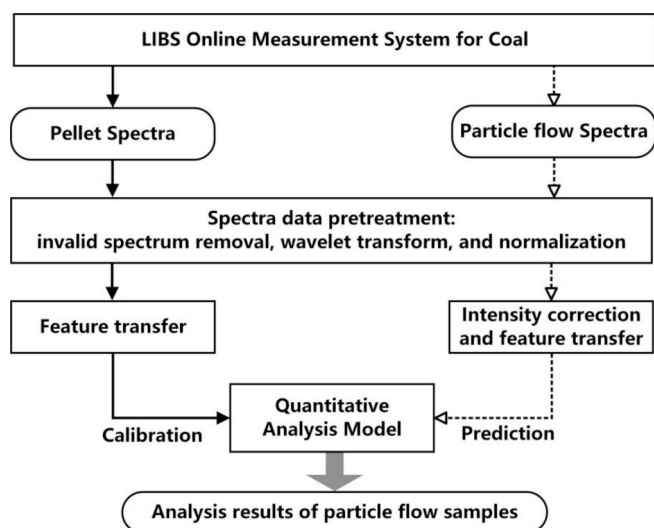 LIBS Online Measurement System for Coal
Pellet Spectra
Particle flow Spectra
Spectra data pretreatment:
invalid spectrum removal, wavelet transform, and normalization
Feature transfer
Intensity correction
and feature transfer
Quantitative
Analysis Model
Calibration
Prediction
Analysis results of particle flow samples